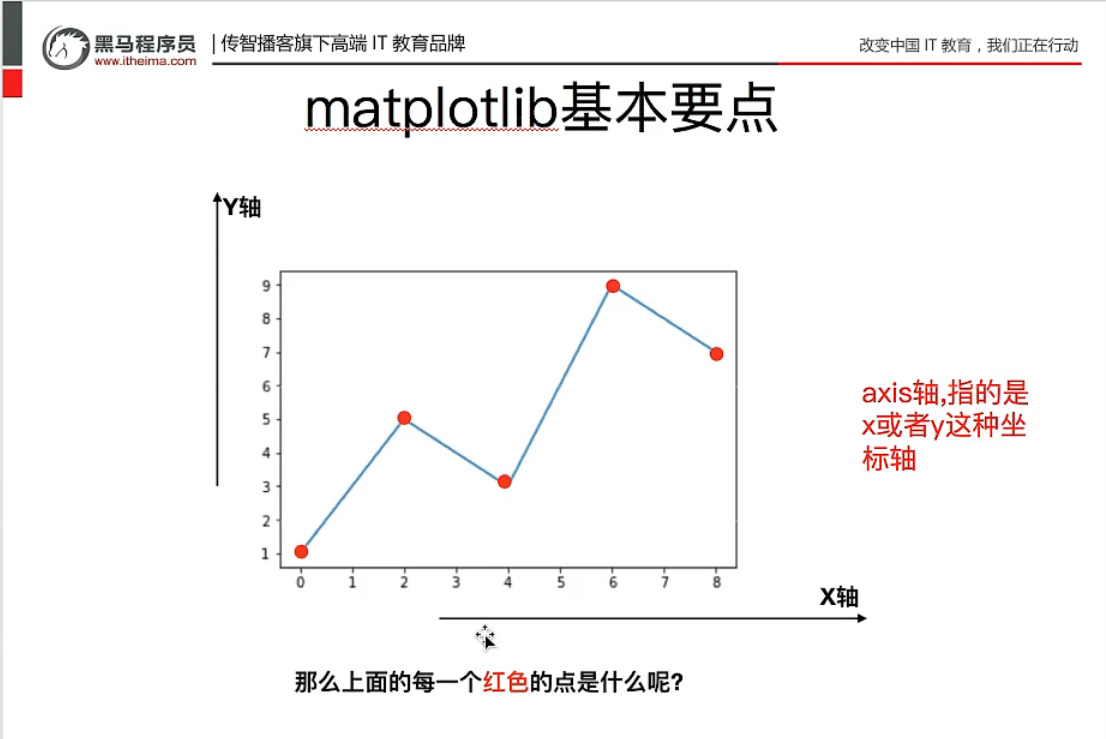 黑马程序员 | 传智播客旗下高端 IT 教育品牌
www.itheima.com
改变中国 IT 教育，我们正在行动
matplotlib基本要点
Y轴
9
8
7
6
5
4
3
2
1
0 1 2 3 4 5 6 7 8
axis轴,指的是
x或者y这种坐
标轴
X轴
那么上面的每一个红色的点是什么呢?